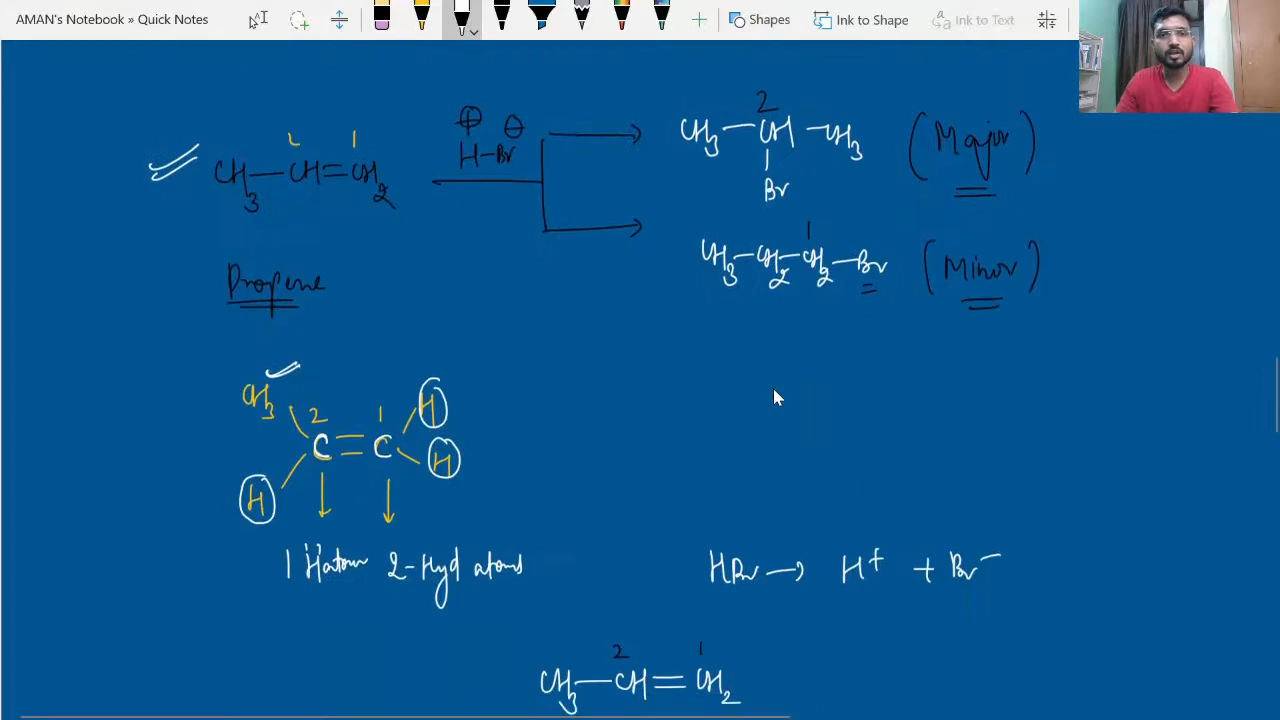 AMAN's Notebook » Quick Notes
Shapes
Ink to Shape
Ink to Text
2 1
CH3—CH=CH2
⊕ ⊖
H—Br
2
CH3—CH—CH3
|
Br
(Major)
1
CH3—CH2—CH2—Br
(Minor)
Propene
CH3
2 1
C=C
H
H
H
1 H atom 2-Hyd atoms
HBr → H+ + Br−
2 1
CH3—CH=CH2